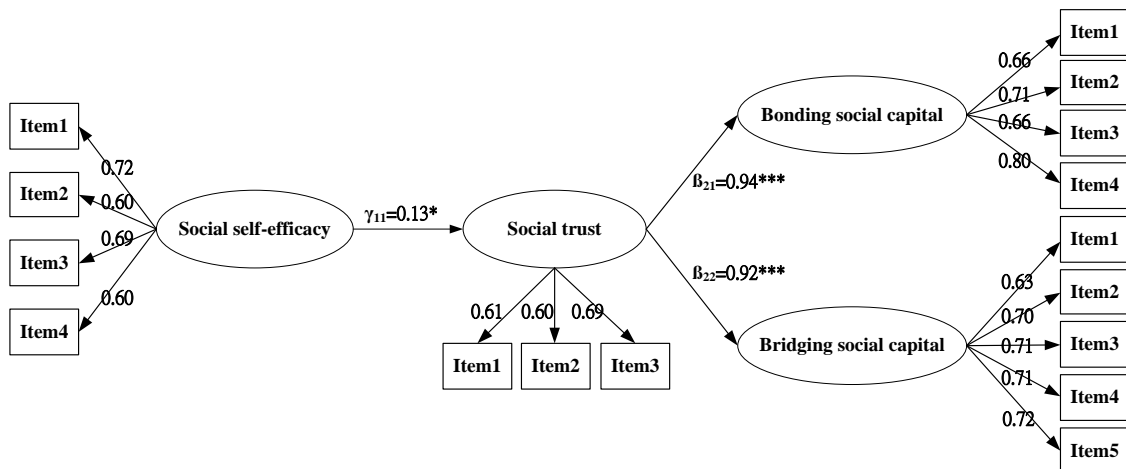 Item1
Item2
Item3
Item4
0.72
0.60
0.69
0.60
Social self-efficacy
γ₁₁=0.13*
Social trust
0.61
0.60
0.69
Item1
Item2
Item3
ß₂₁=0.94***
ß₂₂=0.92***
Bonding social capital
0.66
0.71
0.66
0.80
Item1
Item2
Item3
Item4
Bridging social capital
0.63
0.70
0.71
0.71
0.72
Item1
Item2
Item3
Item4
Item5